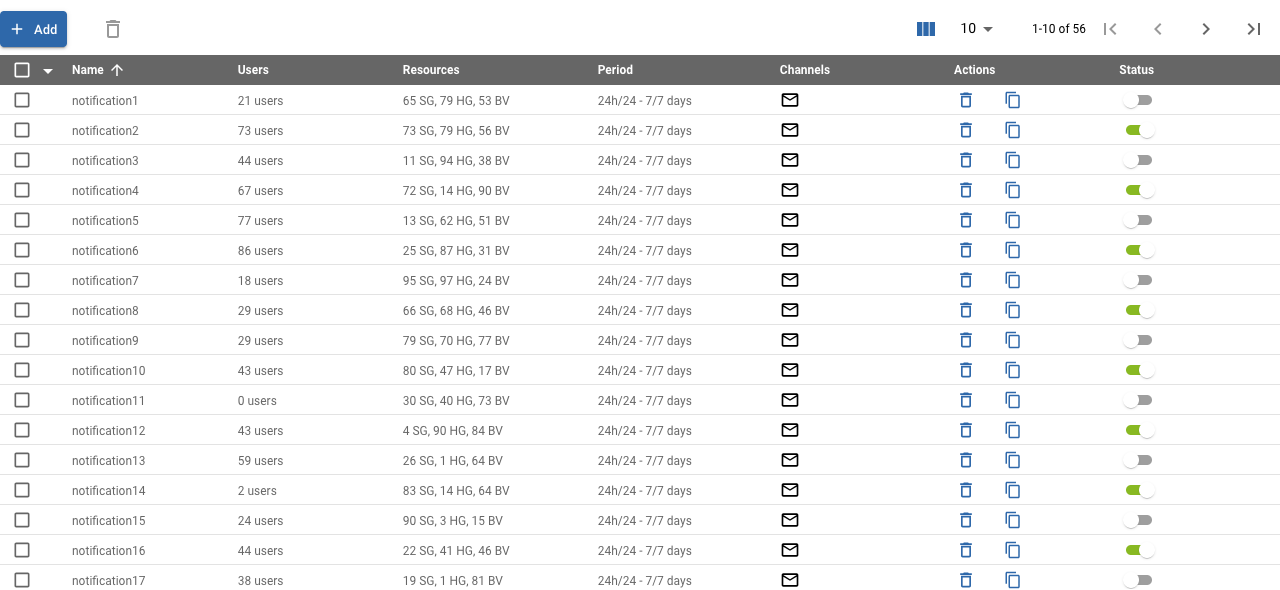 Add 10 1-10 of 56
Name Users Resources Period Channels Actions Status
notification1 21 users 65 SG, 79 HG, 53 BV 24h/24 - 7/7 days
notification2 73 users 73 SG, 79 HG, 56 BV 24h/24 - 7/7 days
notification3 44 users 11 SG, 94 HG, 38 BV 24h/24 - 7/7 days
notification4 67 users 72 SG, 14 HG, 90 BV 24h/24 - 7/7 days
notification5 77 users 13 SG, 62 HG, 51 BV 24h/24 - 7/7 days
notification6 86 users 25 SG, 87 HG, 31 BV 24h/24 - 7/7 days
notification7 18 users 95 SG, 97 HG, 24 BV 24h/24 - 7/7 days
notification8 29 users 66 SG, 68 HG, 46 BV 24h/24 - 7/7 days
notification9 29 users 79 SG, 70 HG, 77 BV 24h/24 - 7/7 days
notification10 43 users 80 SG, 47 HG, 17 BV 24h/24 - 7/7 days
notification11 0 users 30 SG, 40 HG, 73 BV 24h/24 - 7/7 days
notification12 43 users 4 SG, 90 HG, 84 BV 24h/24 - 7/7 days
notification13 59 users 26 SG, 1 HG, 64 BV 24h/24 - 7/7 days
notification14 2 users 83 SG, 14 HG, 64 BV 24h/24 - 7/7 days
notification15 24 users 90 SG, 3 HG, 15 BV 24h/24 - 7/7 days
notification16 44 users 22 SG, 41 HG, 46 BV 24h/24 - 7/7 days
notification17 38 users 19 SG, 1 HG, 81 BV 24h/24 - 7/7 days